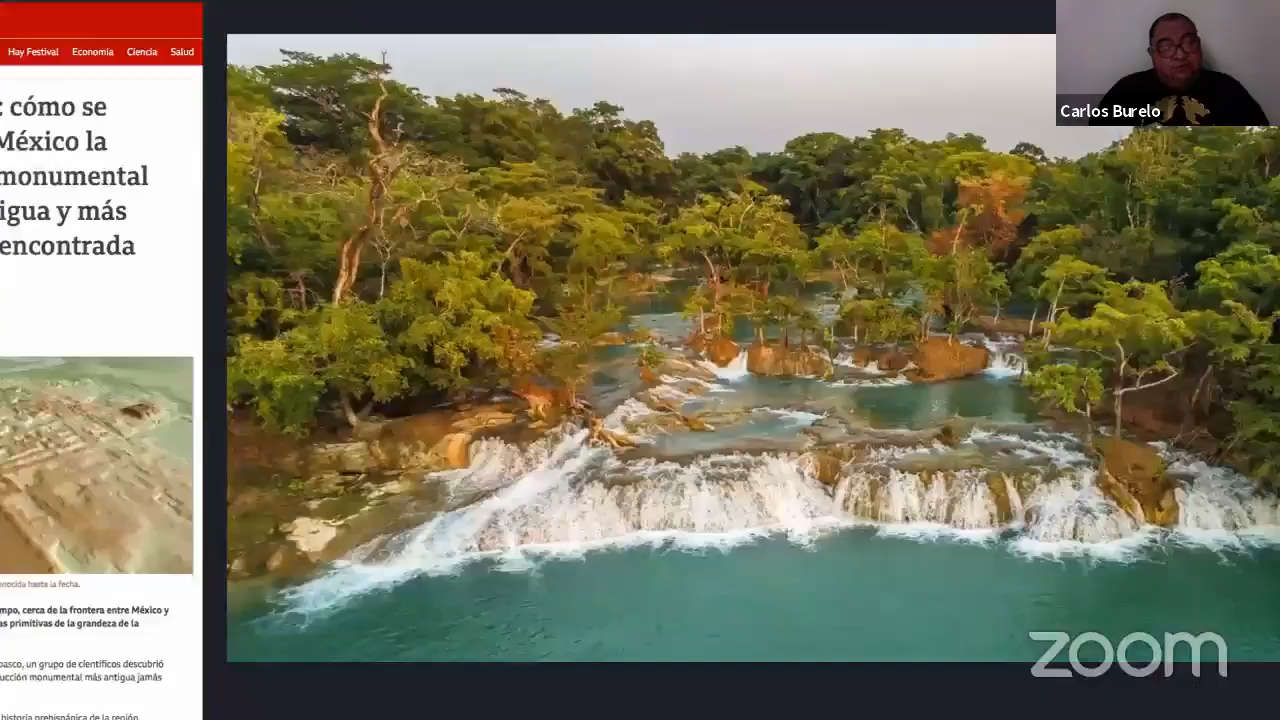 Hay Festival Economía Ciencia Salud
: cómo se
México la
monumental
igua y más
encontrada
onocida hasta la fecha.
mpo, cerca de la frontera entre México y
as primitivas de la grandeza de la
basco, un grupo de científicos descubrió
ucción monumental más antigua jamás
historia prehispánica de la región
Carlos Burelo
zoom